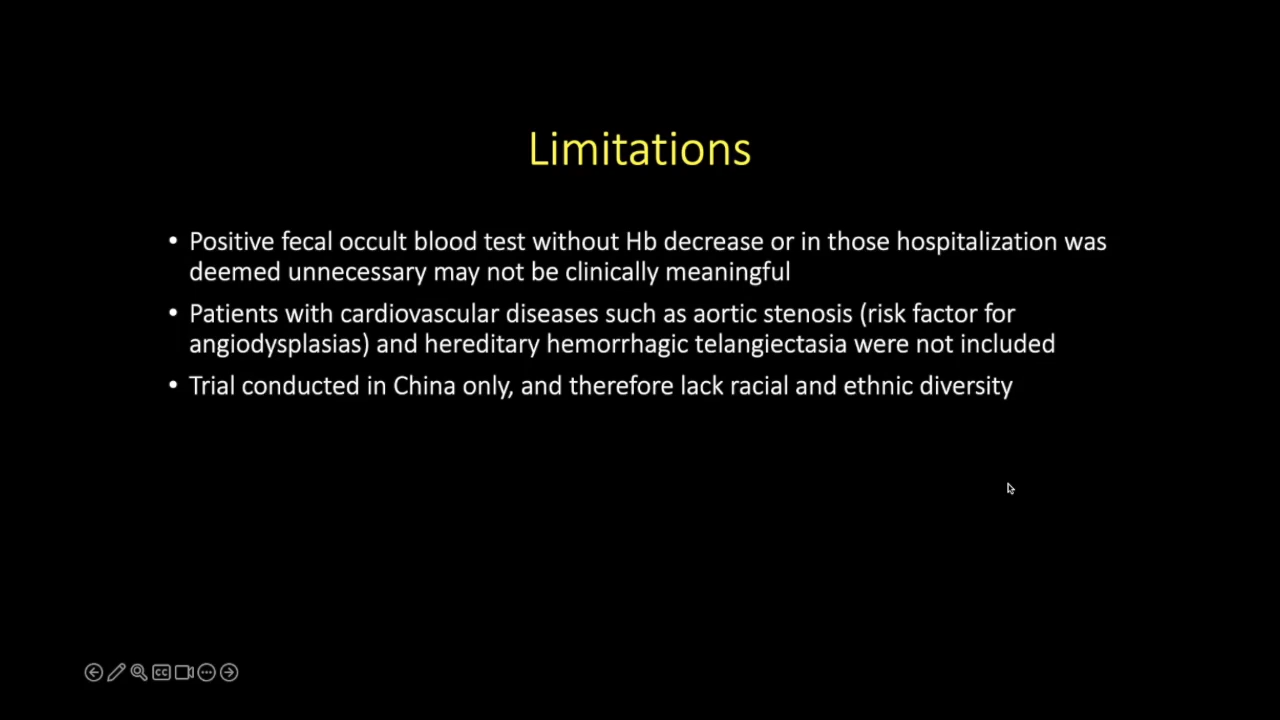 Limitations
• Positive fecal occult blood test without Hb decrease or in those hospitalization was
deemed unnecessary may not be clinically meaningful
• Patients with cardiovascular diseases such as aortic stenosis (risk factor for
angiodysplasias) and hereditary hemorrhagic telangiectasia were not included
• Trial conducted in China only, and therefore lack racial and ethnic diversity
CC